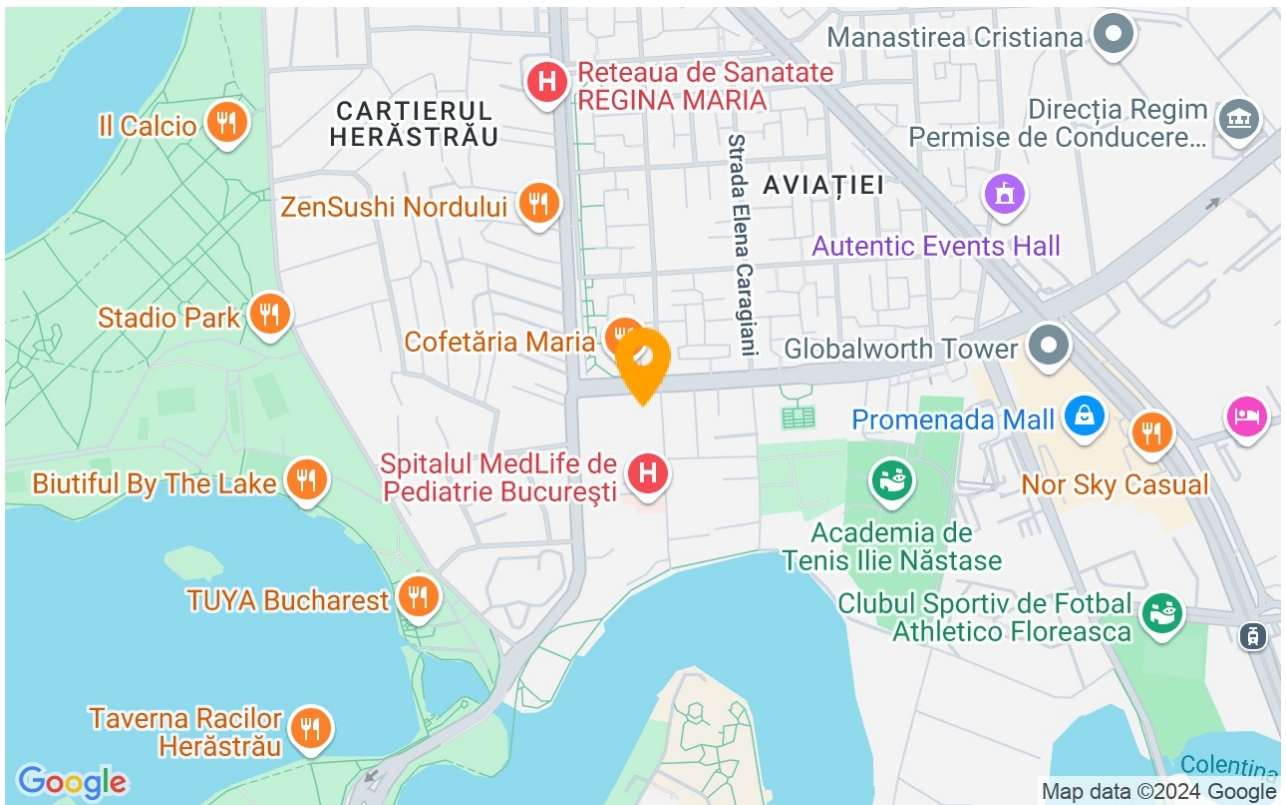 Manastirea Cristiana
Reteaua de Sanatate
REGINA MARIA
CARTIERUL
HERĂSTRĂU
Il Calcio
Direcția Regim
Permise de Conducere...
Strada Elena Caragiani
AVIAȚIEI
ZenSushi Nordului
Autentic Events Hall
Stadio Park
Cofetăria Maria
Globalworth Tower
Promenada Mall
Spitalul MedLife de
Pediatrie Bucureşti
Biutiful By The Lake
Nor Sky Casual
Academia de
Tenis Ilie Năstase
TUYA Bucharest
Clubul Sportiv de Fotbal
Athletico Floreasca
Taverna Racilor
Herăstrău
Colentina
Google
Map data ©2024 Google